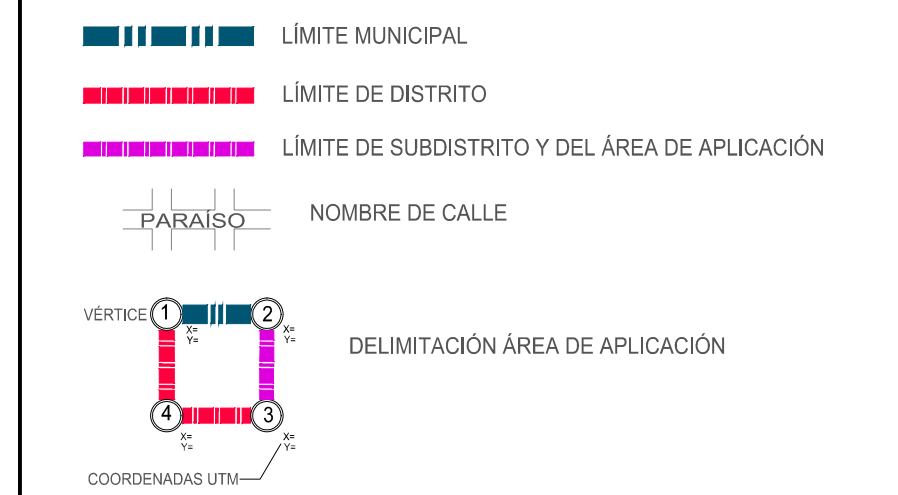 LÍMITE MUNICIPAL
LÍMITE DE DISTRITO
LÍMITE DE SUBDISTRITO Y DEL ÁREA DE APLICACIÓN
PARAÍSO
NOMBRE DE CALLE
VÉRTICE 1 2
X= X=
Y= Y=
DELIMITACIÓN ÁREA DE APLICACIÓN
4 3
X= X=
Y= Y=
COORDENADAS UTM